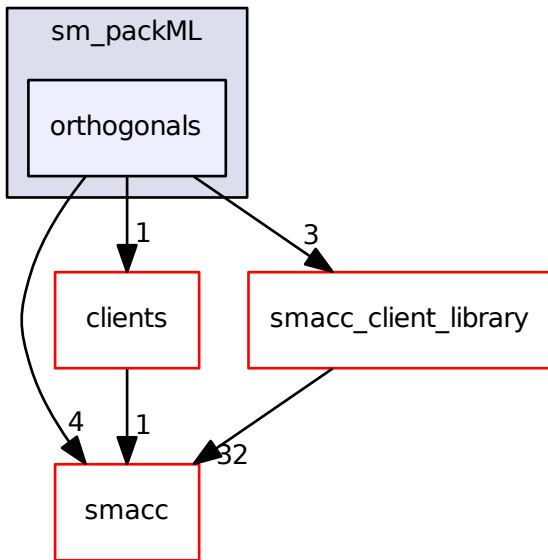 sm_packML
orthogonals
1
3
clients
smacc_client_library
4
1
32
smacc